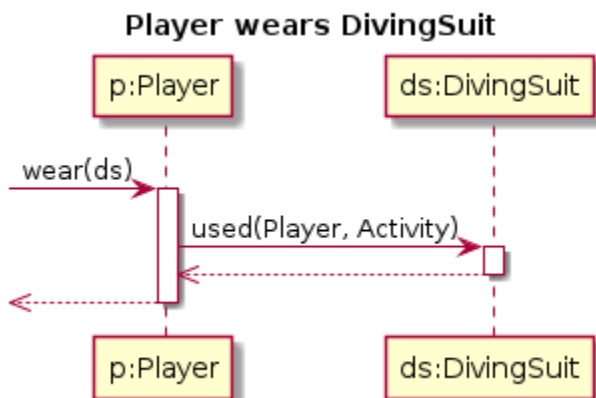 Player wears DivingSuit
p:Player
ds:DivingSuit
wear(ds)
used(Player, Activity)
p:Player
ds:DivingSuit